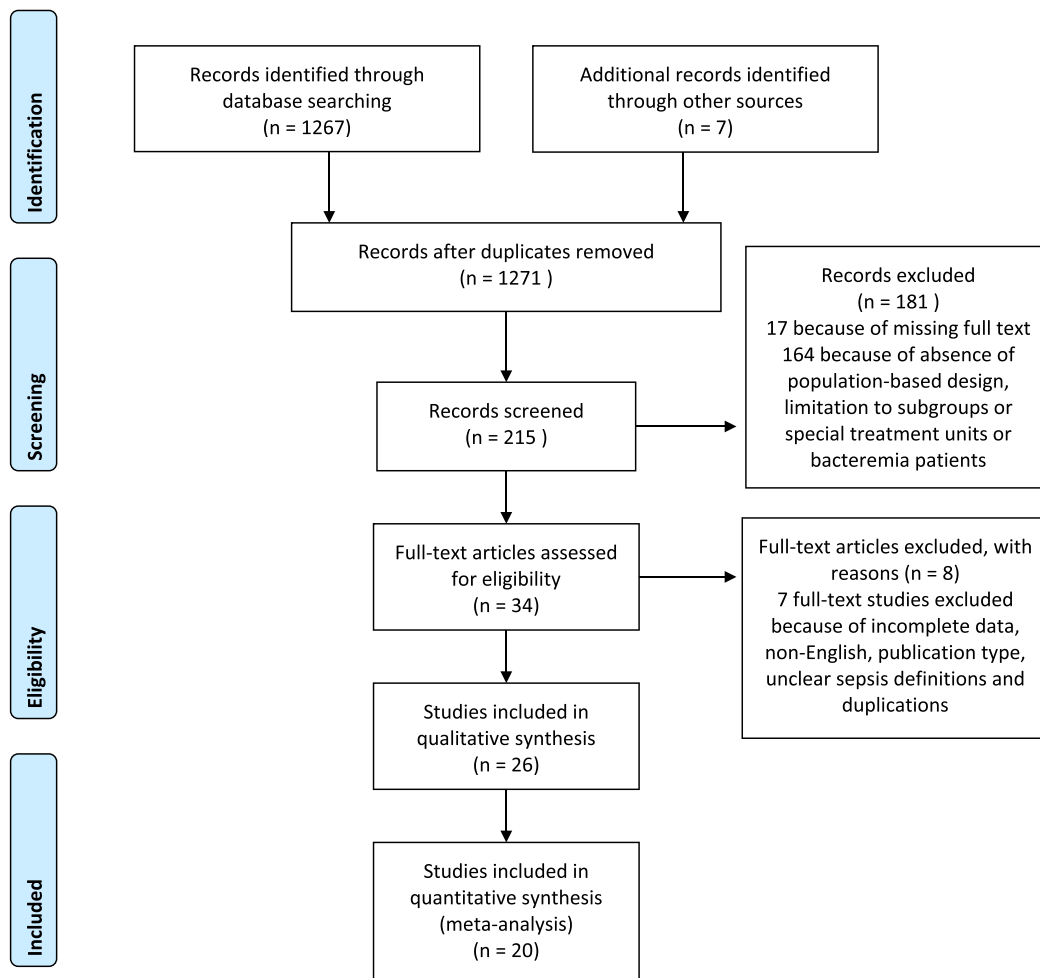 Identification
Records identified through
database searching
(n = 1267)
Additional records identified
through other sources
(n = 7)
Records after duplicates removed
(n = 1271 )
Screening
Records screened
(n = 215 )
Records excluded
(n = 181 )
17 because of missing full text
164 because of absence of
population-based design,
limitation to subgroups or
special treatment units or
bacteremia patients
Eligibility
Full-text articles assessed
for eligibility
(n = 34)
Full-text articles excluded, with
reasons (n = 8)
7 full-text studies excluded
because of incomplete data,
non-English, publication type,
unclear sepsis definitions and
duplications
Studies included in
qualitative synthesis
(n = 26)
Included
Studies included in
quantitative synthesis
(meta-analysis)
(n = 20)